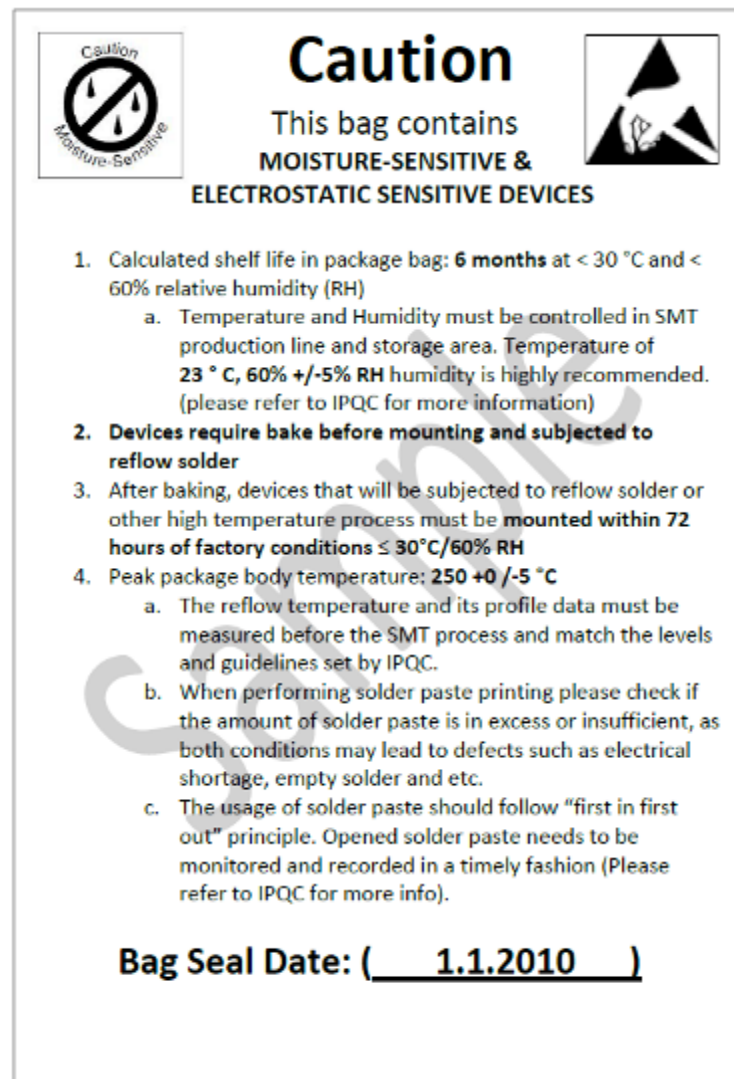 Caution
Moisture-Sensitive
Caution
This bag contains
MOISTURE-SENSITIVE &
ELECTROSTATIC SENSITIVE DEVICES
1. Calculated shelf life in package bag: 6 months at < 30 °C and <
60% relative humidity (RH)
a. Temperature and Humidity must be controlled in SMT
production line and storage area. Temperature of
23 ° C, 60% +/-5% RH humidity is highly recommended.
(please refer to IPQC for more information)
2. Devices require bake before mounting and subjected to
reflow solder
3. After baking, devices that will be subjected to reflow solder or
other high temperature process must be mounted within 72
hours of factory conditions ≤ 30°C/60% RH
4. Peak package body temperature: 250 +0 /-5 °C
a. The reflow temperature and its profile data must be
measured before the SMT process and match the levels
and guidelines set by IPQC.
b. When performing solder paste printing please check if
the amount of solder paste is in excess or insufficient, as
both conditions may lead to defects such as electrical
shortage, empty solder and etc.
c. The usage of solder paste should follow “first in first
out” principle. Opened solder paste needs to be
monitored and recorded in a timely fashion (Please
refer to IPQC for more info).
Bag Seal Date: ( 1.1.2010 )
Sample